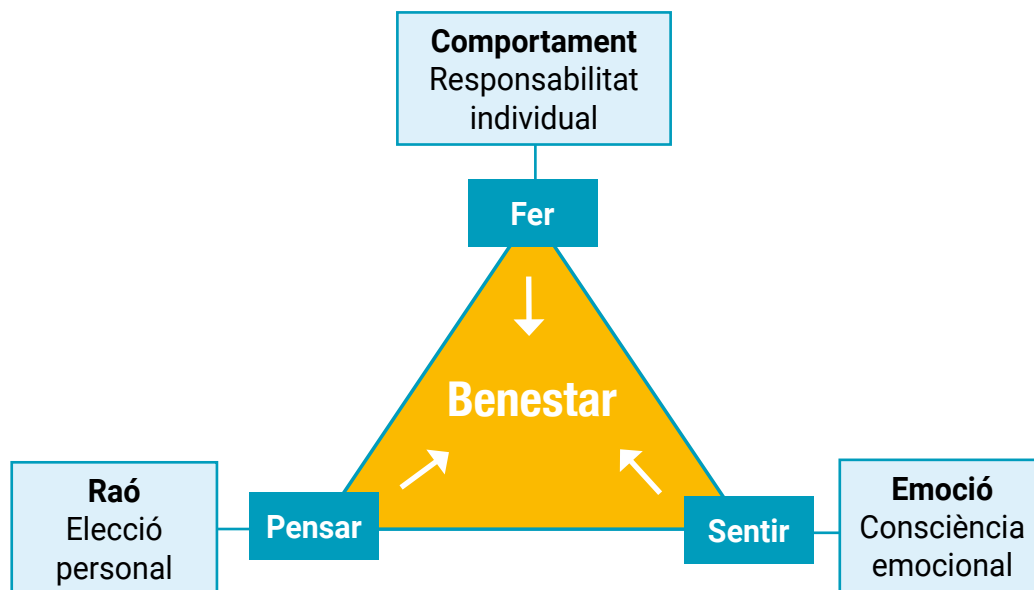 Comportament
Responsabilitat
individual
Fer
Benestar
Raó
Elecció
personal
Pensar
Sentir
Emoció
Consciència
emocional